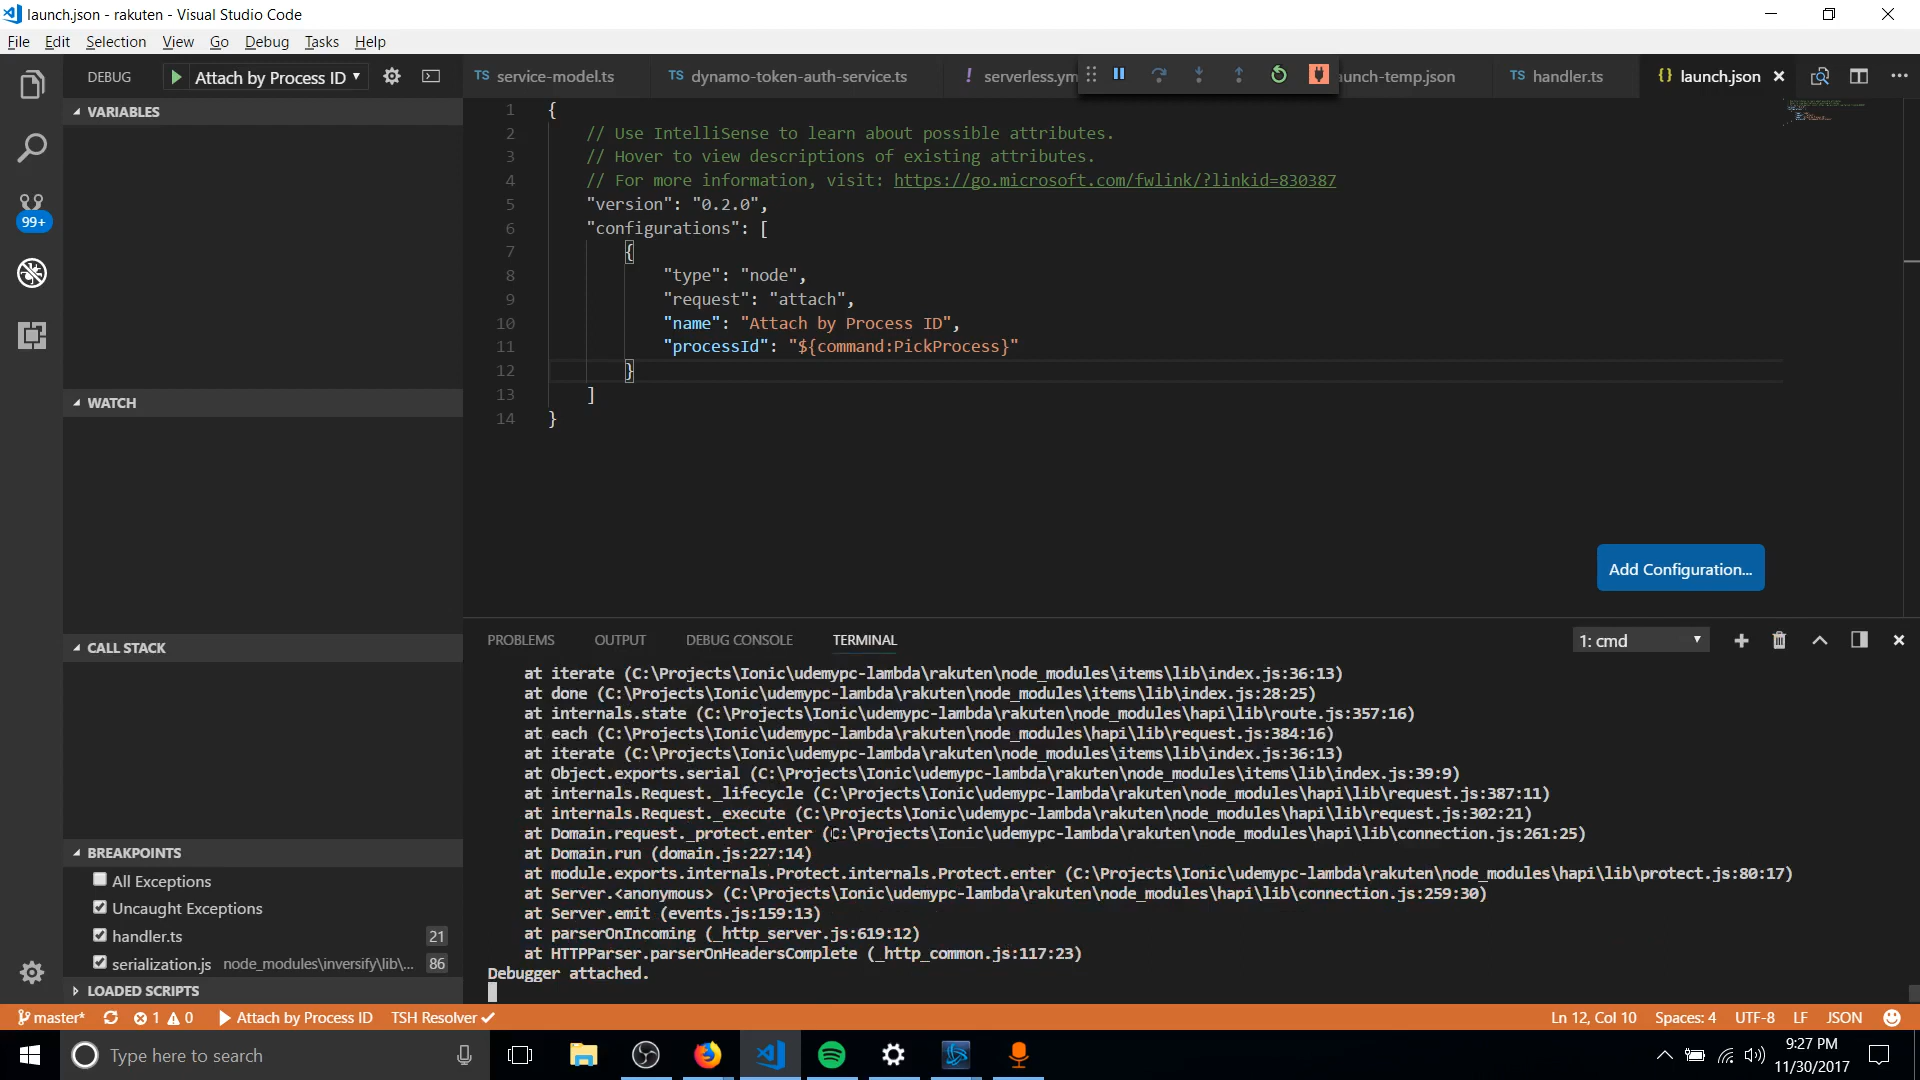 launch.json - rakuten - Visual Studio Code
File Edit Selection View Go Debug Tasks Help
DEBUG Attach by Process ID
TS service-model.ts TS dynamo-token-auth-service.ts ! serverless.ym unch-temp.json TS handler.ts {} launch.json
VARIABLES
99+
WATCH
CALL STACK
BREAKPOINTS
All Exceptions
Uncaught Exceptions
handler.ts 21
serialization.js node_modules\inversify\lib\... 86
LOADED SCRIPTS
1 {
2 // Use IntelliSense to learn about possible attributes.
3 // Hover to view descriptions of existing attributes.
4 // For more information, visit: https://go.microsoft.com/fwlink/?linkid=830387
5 "version": "0.2.0",
6 "configurations": [
7 {
8 "type": "node",
9 "request": "attach",
10 "name": "Attach by Process ID",
11 "processId": "${command:PickProcess}"
12 }
13 ]
14 }
Add Configuration...
PROBLEMS OUTPUT DEBUG CONSOLE TERMINAL 1: cmd
at iterate (C:\Projects\Ionic\udemypc-lambda\rakuten\node_modules\items\lib\index.js:36:13)
at done (C:\Projects\Ionic\udemypc-lambda\rakuten\node_modules\items\lib\index.js:28:25)
at internals.state (C:\Projects\Ionic\udemypc-lambda\rakuten\node_modules\hapi\lib\route.js:357:16)
at each (C:\Projects\Ionic\udemypc-lambda\rakuten\node_modules\hapi\lib\request.js:384:16)
at iterate (C:\Projects\Ionic\udemypc-lambda\rakuten\node_modules\items\lib\index.js:36:13)
at Object.exports.serial (C:\Projects\Ionic\udemypc-lambda\rakuten\node_modules\items\lib\index.js:39:9)
at internals.Request._lifecycle (C:\Projects\Ionic\udemypc-lambda\rakuten\node_modules\hapi\lib\request.js:387:11)
at internals.Request._execute (C:\Projects\Ionic\udemypc-lambda\rakuten\node_modules\hapi\lib\request.js:302:21)
at Domain.request._protect.enter (C:\Projects\Ionic\udemypc-lambda\rakuten\node_modules\hapi\lib\connection.js:261:25)
at Domain.run (domain.js:227:14)
at module.exports.internals.Protect.internals.Protect.enter (C:\Projects\Ionic\udemypc-lambda\rakuten\node_modules\hapi\lib\protect.js:80:17)
at Server.<anonymous> (C:\Projects\Ionic\udemypc-lambda\rakuten\node_modules\hapi\lib\connection.js:259:30)
at Server.emit (events.js:159:13)
at parserOnIncoming (_http_server.js:619:12)
at HTTPParser.parserOnHeadersComplete (_http_common.js:117:23)
Debugger attached.
master* 1 0 Attach by Process ID TSH Resolver Ln 12, Col 10 Spaces: 4 UTF-8 LF JSON
Type here to search
9:27 PM
11/30/2017